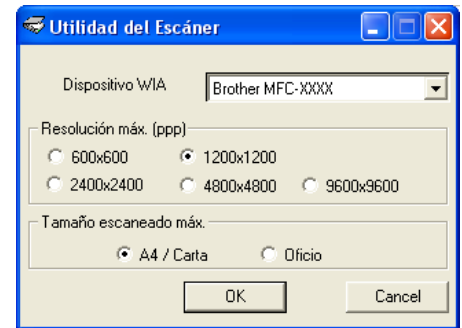 Utilidad del Escáner
Dispositivo WIA Brother MFC-XXXX
Resolución máx. (ppp)
600x600 1200x1200
2400x2400 4800x4800 9600x9600
Tamaño escaneado máx.
A4 / Carta Oficio
OK Cancel